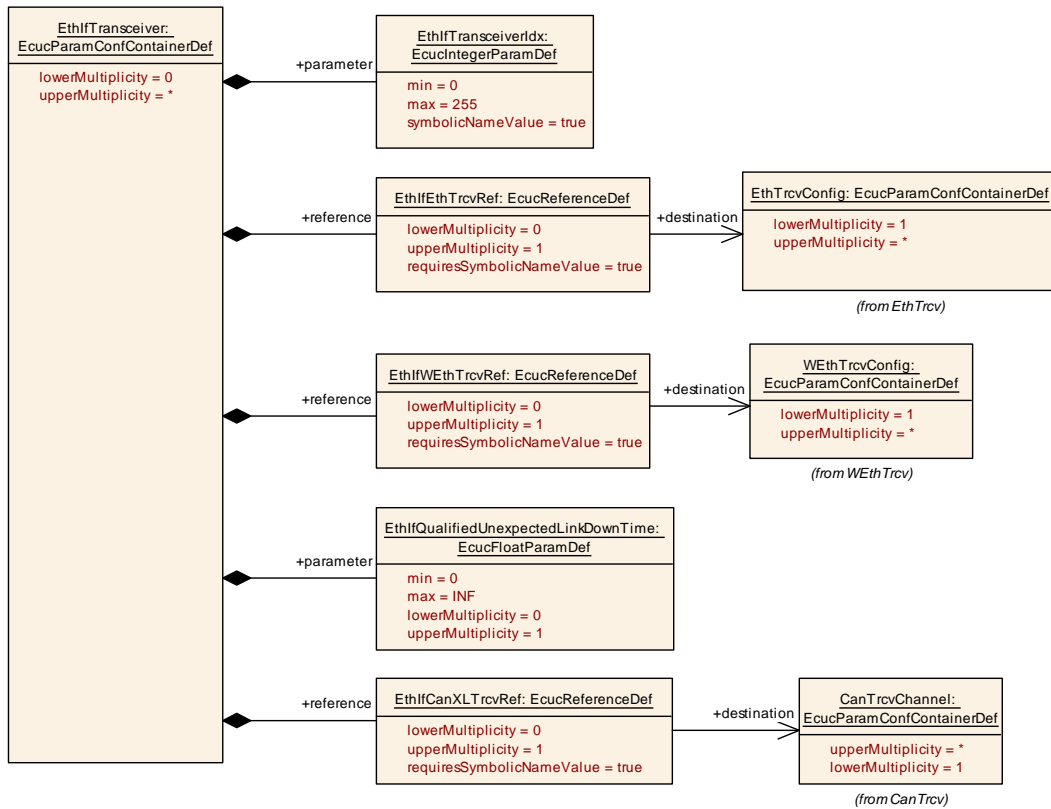 EthIfTransceiver:
EcucParamConfContainerDef
lowerMultiplicity = 0
upperMultiplicity = *
+parameter
EthIfTransceiverIdx:
EcucIntegerParamDef
min = 0
max = 255
symbolicNameValue = true
+reference
EthIfEthTrcvRef: EcucReferenceDef
lowerMultiplicity = 0
upperMultiplicity = 1
requiresSymbolicNameValue = true
+destination
EthTrcvConfig: EcucParamConfContainerDef
lowerMultiplicity = 1
upperMultiplicity = *
(from EthTrcv)
+reference
EthIfWEthTrcvRef: EcucReferenceDef
lowerMultiplicity = 0
upperMultiplicity = 1
requiresSymbolicNameValue = true
+destination
WEthTrcvConfig:
EcucParamConfContainerDef
lowerMultiplicity = 1
upperMultiplicity = *
(from WEthTrcv)
+parameter
EthIfQualifiedUnexpectedLinkDownTime:
EcucFloatParamDef
min = 0
max = INF
lowerMultiplicity = 0
upperMultiplicity = 1
+reference
EthIfCanXLTrcvRef: EcucReferenceDef
lowerMultiplicity = 0
upperMultiplicity = 1
requiresSymbolicNameValue = true
+destination
CanTrcvChannel:
EcucParamConfContainerDef
upperMultiplicity = *
lowerMultiplicity = 1
(from CanTrcv)